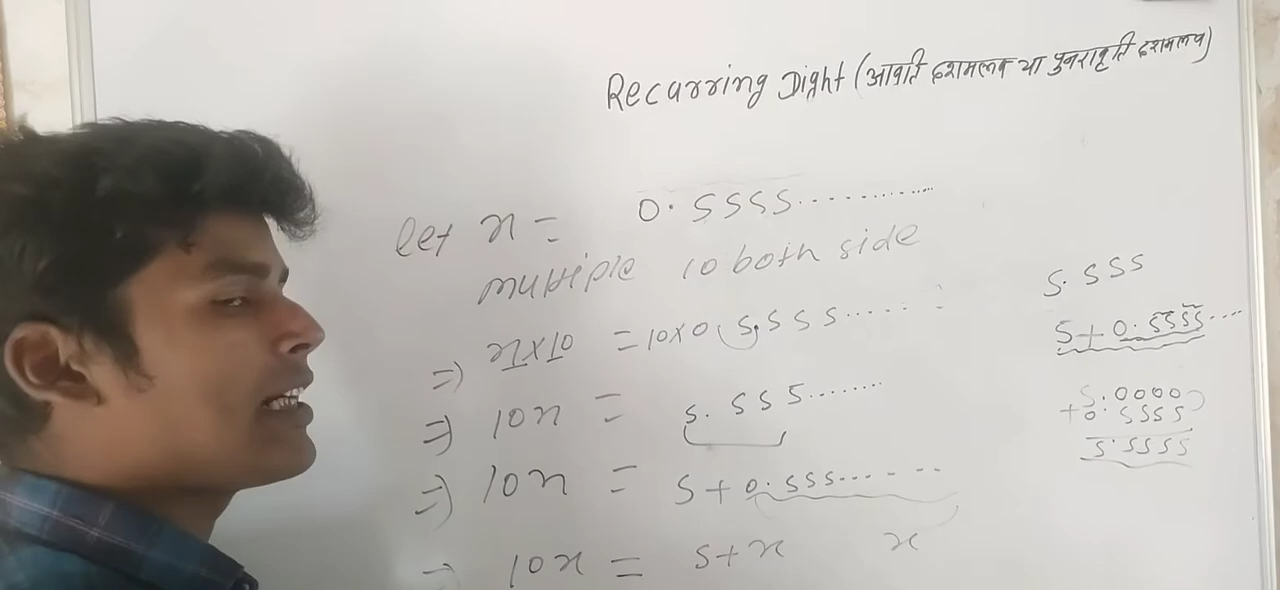 Recarring Dight (आवर्ति दशमलव या पुनरावृति दशमलव)
let x = 0.5555............
multiple 10 both side
=) x×10 = 10×0.5555......
=) 10x = 5.555........
=) 10x = 5+0.555.......
= 10x = 5+x x
5.555
5+0.5555....
5.0000
+0.5555
5.5555